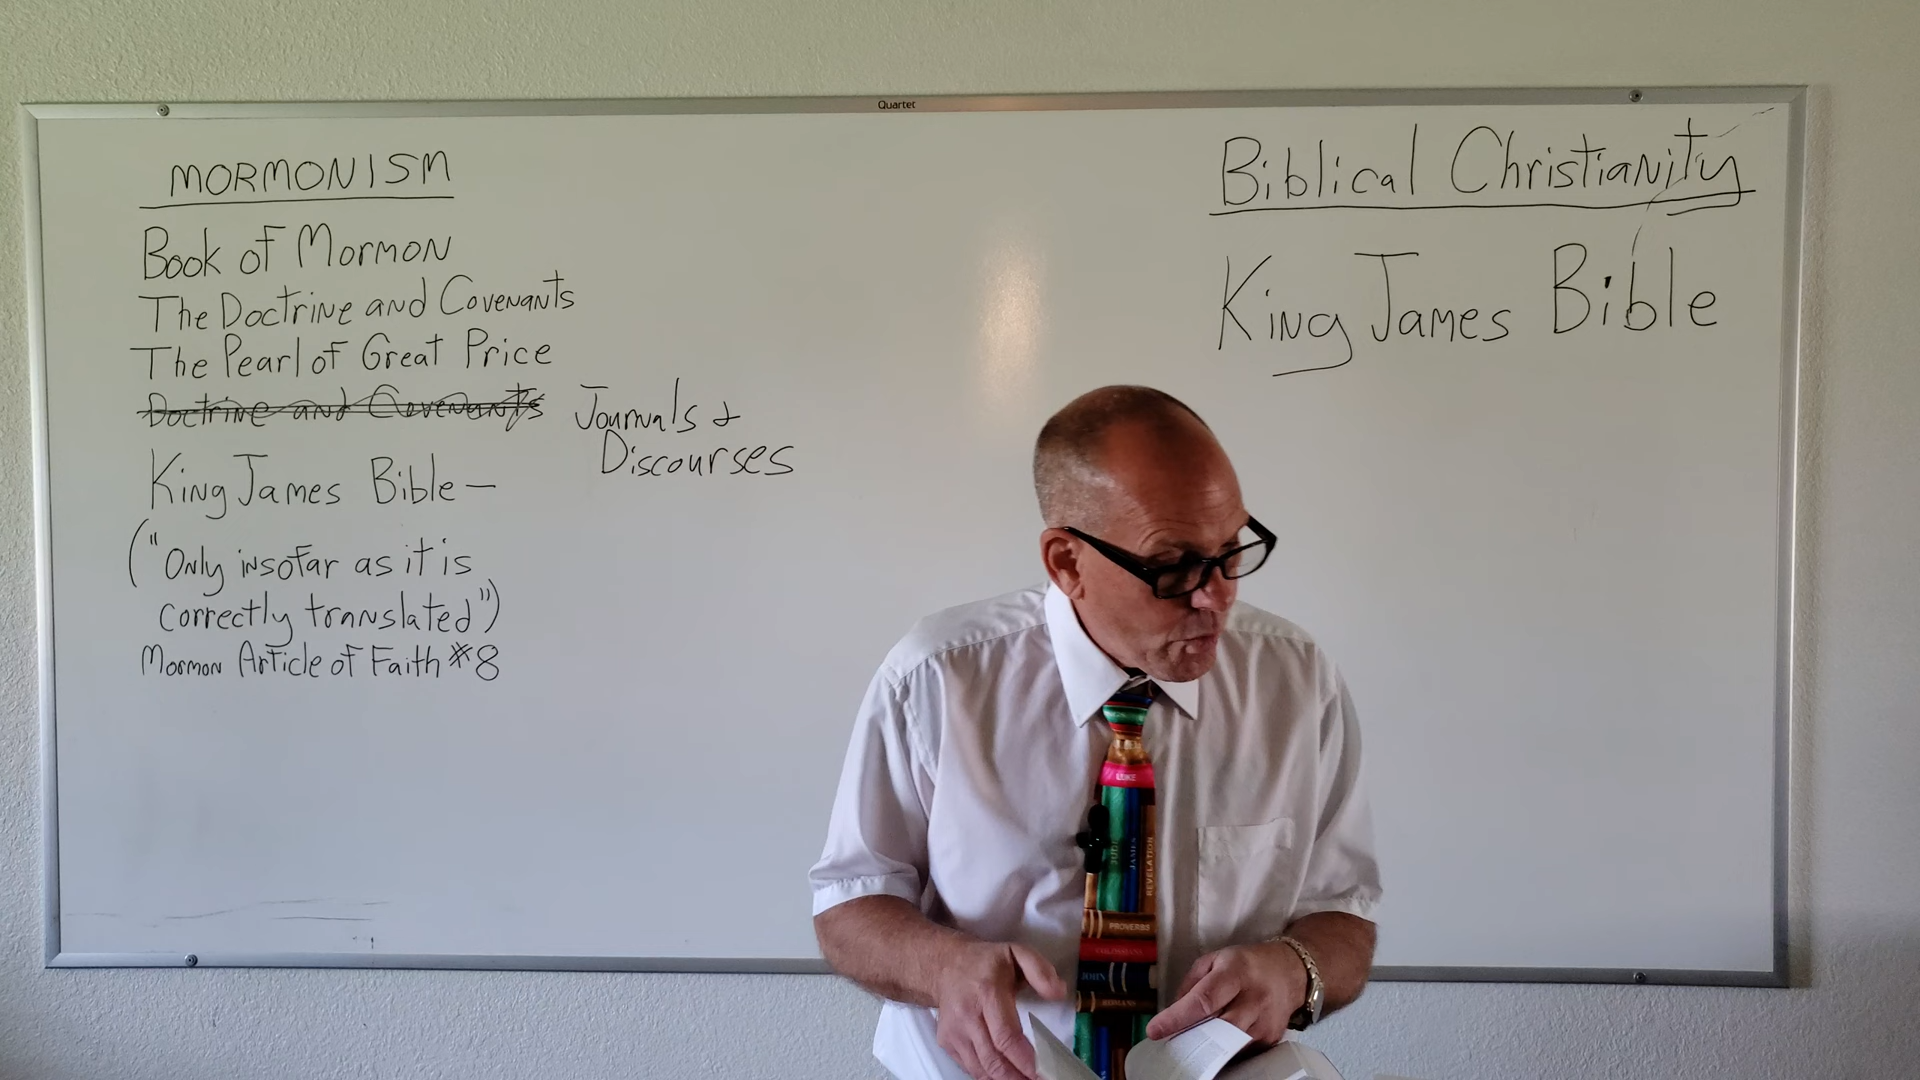 Quartet
MORMONISM
Book of Mormon
The Doctrine and Covenants
The Pearl of Great Price
Doctrine and Covenants
Journals &
Discourses
King James Bible—
("Only insofar as it is
correctly translated")
Mormon Article of Faith #8
Biblical Christianity
King James Bible
LUKE
JUDE
JAMES
REVELATION
PROVERBS
COLOSSIANS
JOHN
ROMANS